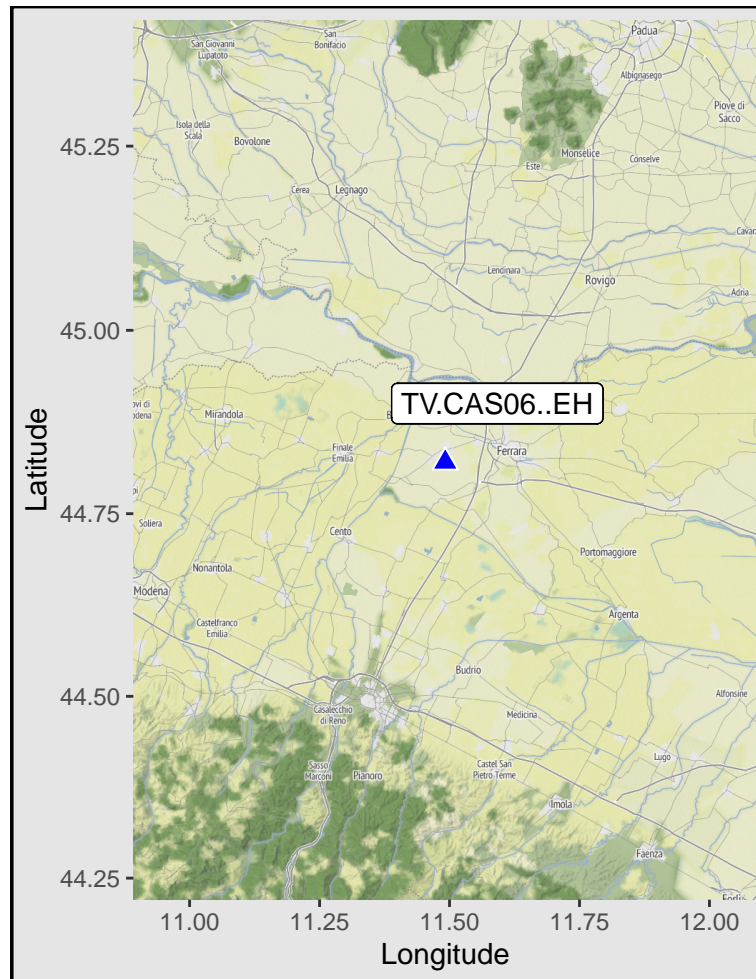 Padua
San Giovanni
Lupatoto
San
Bonifacio
Albignasego
Piove di
Sacco
Isola della
Scala
Bovolone
45.25
Monselice
Este
Conselve
Cerea
Legnago
Cavar
Lendinara
Rovigo
Adria
45.00
TV.CAS06..EH
Mirandola
Finale
Emilia
Ferrara
Latitude
44.75
Soliera
Cento
Portomaggiore
Nonantola
Modena
Castelfranco
Emilia
Argenta
Budrio
44.50
Alfonsine
Casalecchio
di Reno
Medicina
Sasso
Marconi
Pianoro
Castel San
Pietro Terme
Lugo
Imola
Faenza
44.25
11.00
11.25
11.50
11.75
12.00
Longitude